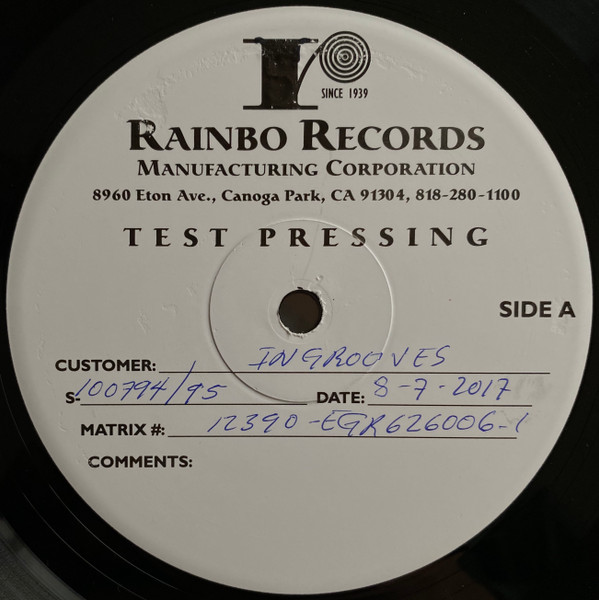 r
SINCE 1939
RAINBO RECORDS
MANUFACTURING CORPORATION
8960 Eton Ave., Canoga Park, CA 91304, 818-280-1100
TEST PRESSING
SIDE A
CUSTOMER: INGROOVES
S-100794/95 DATE: 8-7-2017
MATRIX #: 12390-EGR626006-1
COMMENTS: